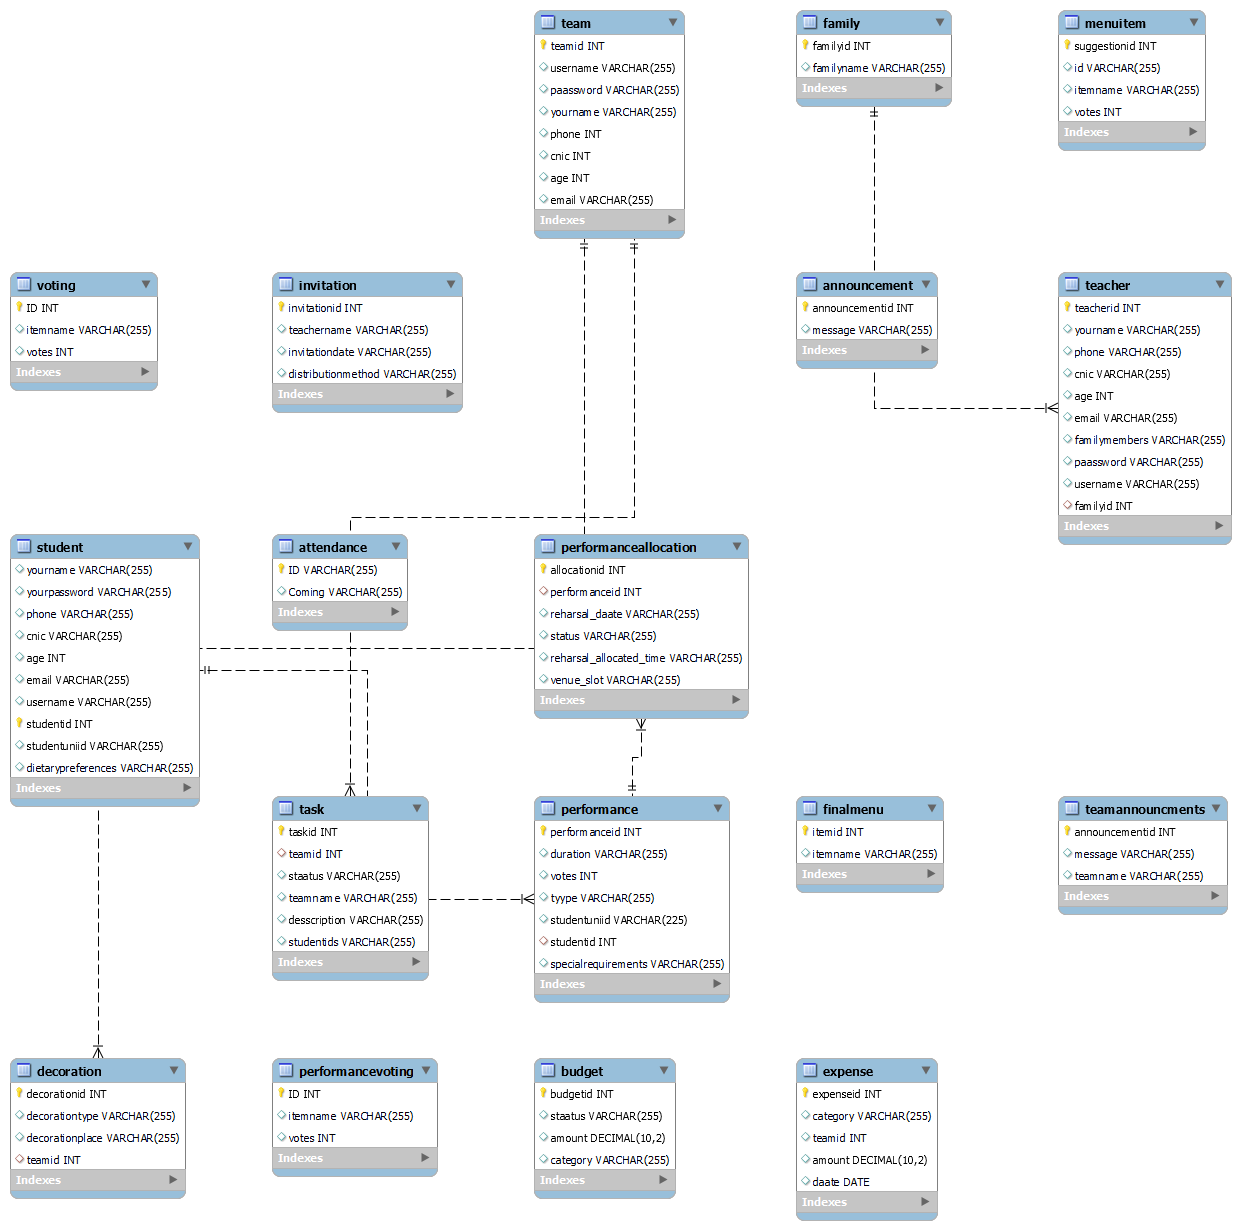 team
teamid INT
username VARCHAR(255)
paassword VARCHAR(255)
yourname VARCHAR(255)
phone INT
cnic INT
age INT
email VARCHAR(255)
Indexes
family
familyid INT
familyname VARCHAR(255)
Indexes
menuitem
suggestionid INT
id VARCHAR(255)
itemname VARCHAR(255)
votes INT
Indexes
voting
ID INT
itemname VARCHAR(255)
votes INT
Indexes
invitation
invitationid INT
teachername VARCHAR(255)
invitationdate VARCHAR(255)
distributionmethod VARCHAR(255)
Indexes
announcement
announcementid INT
message VARCHAR(255)
Indexes
teacher
teacherid INT
yourname VARCHAR(255)
phone VARCHAR(255)
cnic VARCHAR(255)
age INT
email VARCHAR(255)
familymembers VARCHAR(255)
paassword VARCHAR(255)
username VARCHAR(255)
familyid INT
Indexes
student
yourname VARCHAR(255)
yourpassword VARCHAR(255)
phone VARCHAR(255)
cnic VARCHAR(255)
age INT
email VARCHAR(255)
username VARCHAR(255)
studentid INT
studentuniid VARCHAR(255)
dietarypreferences VARCHAR(255)
Indexes
attendance
ID VARCHAR(255)
Coming VARCHAR(255)
Indexes
performanceallocation
allocationid INT
performanceid INT
reharsal_daate VARCHAR(255)
status VARCHAR(255)
reharsal_allocated_time VARCHAR(255)
venue_slot VARCHAR(255)
Indexes
task
taskid INT
teamid INT
staatus VARCHAR(255)
teamname VARCHAR(255)
desscription VARCHAR(255)
studentids VARCHAR(255)
Indexes
performance
performanceid INT
duration VARCHAR(255)
votes INT
tyype VARCHAR(255)
studentuniid VARCHAR(225)
studentid INT
specialrequirements VARCHAR(255)
Indexes
finalmenu
itemid INT
itemname VARCHAR(255)
Indexes
teamannouncments
announcementid INT
message VARCHAR(255)
teamname VARCHAR(255)
Indexes
decoration
decorationid INT
decorationtype VARCHAR(255)
decorationplace VARCHAR(255)
teamid INT
Indexes
performancevoting
ID INT
itemname VARCHAR(255)
votes INT
Indexes
budget
budgetid INT
staatus VARCHAR(255)
amount DECIMAL(10,2)
category VARCHAR(255)
Indexes
expense
expenseid INT
category VARCHAR(255)
teamid INT
amount DECIMAL(10,2)
daate DATE
Indexes